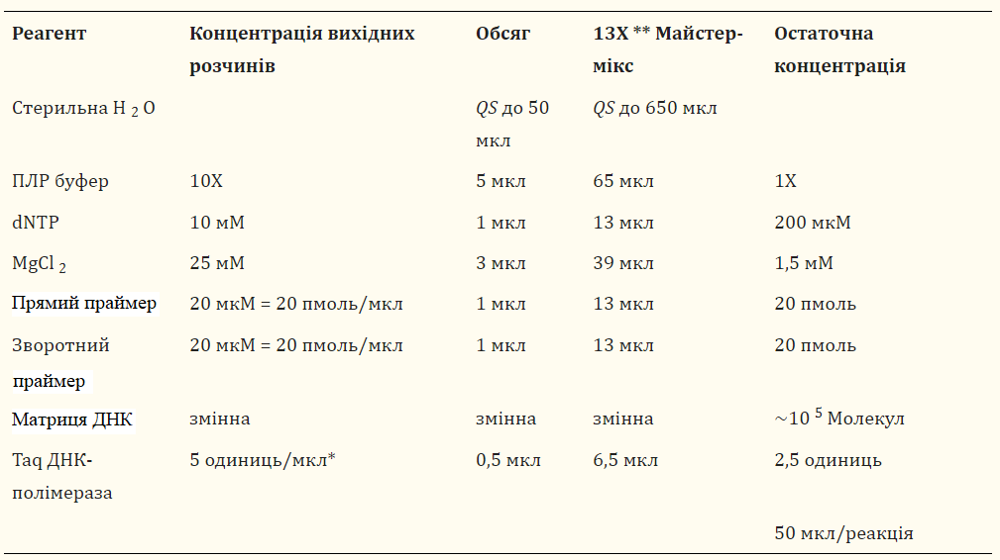 Реагент Концентрація вихідних Обсяг 13X ** Майстер- Остаточна
розчинів мікс концентрація
Стерильна H 2 O QS до 50 QS до 650 мкл
мкл
ПЛР буфер 10X 5 мкл 65 мкл 1X
dNTP 10 мМ 1 мкл 13 мкл 200 мкМ
MgCl 2 25 мМ 3 мкл 39 мкл 1,5 мМ
Прямий праймер 20 мкМ = 20 пмоль/мкл 1 мкл 13 мкл 20 пмоль
Зворотний 20 мкМ = 20 пмоль/мкл 1 мкл 13 мкл 20 пмоль
праймер
Матриця ДНК змінна змінна змінна ~10 5 Молекул
Taq ДНК- 5 одиниць/мкл* 0,5 мкл 6,5 мкл 2,5 одиниць
полімераза
50 мкл/реакція